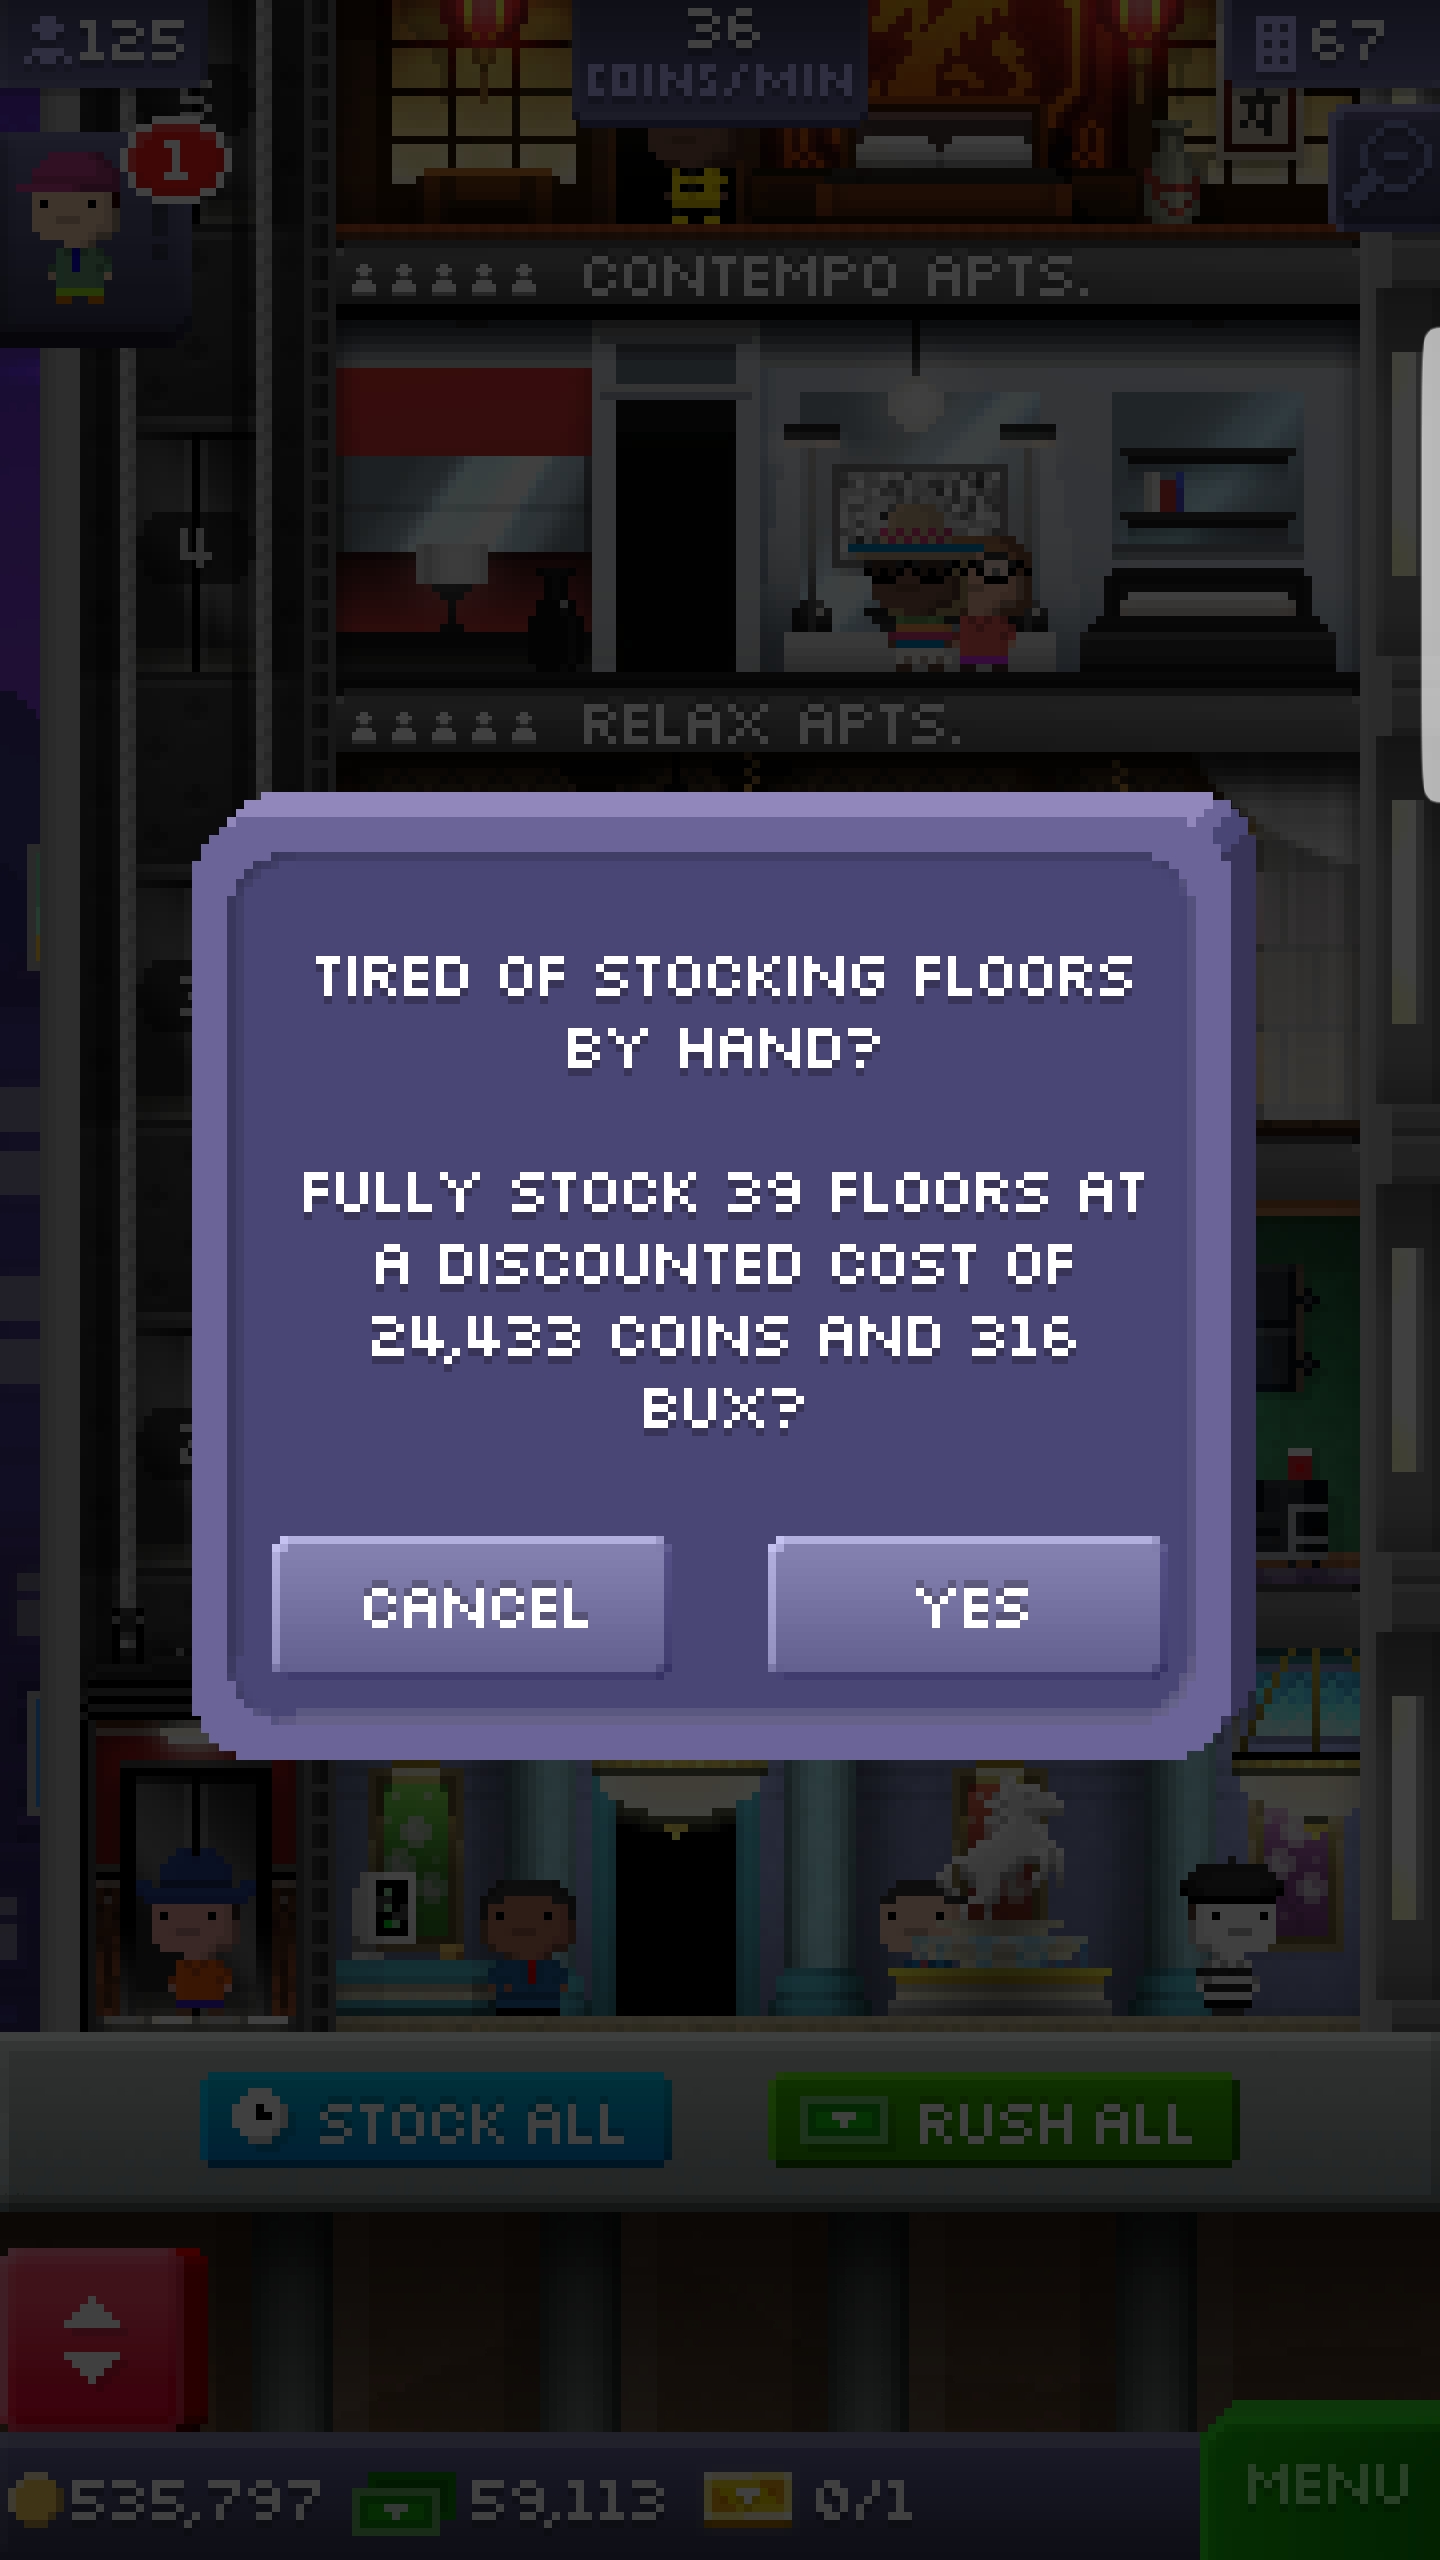 125
36
COINS/MIN
67
5
1
CONTEMPO APTS.
4
RELAX APTS.
TIRED OF STOCKING FLOORS
BY HAND?
FULLY STOCK 39 FLOORS AT
A DISCOUNTED COST OF
24,433 COINS AND 316
BUX?
CANCEL
YES
STOCK ALL
RUSH ALL
535,797
59,113
0/1
MENU